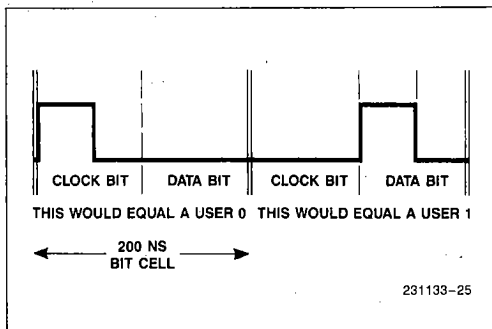 CLOCK BIT DATA BIT CLOCK BIT DATA BIT
THIS WOULD EQUAL A USER 0 THIS WOULD EQUAL A USER 1
200 NS
BIT CELL
231133-25